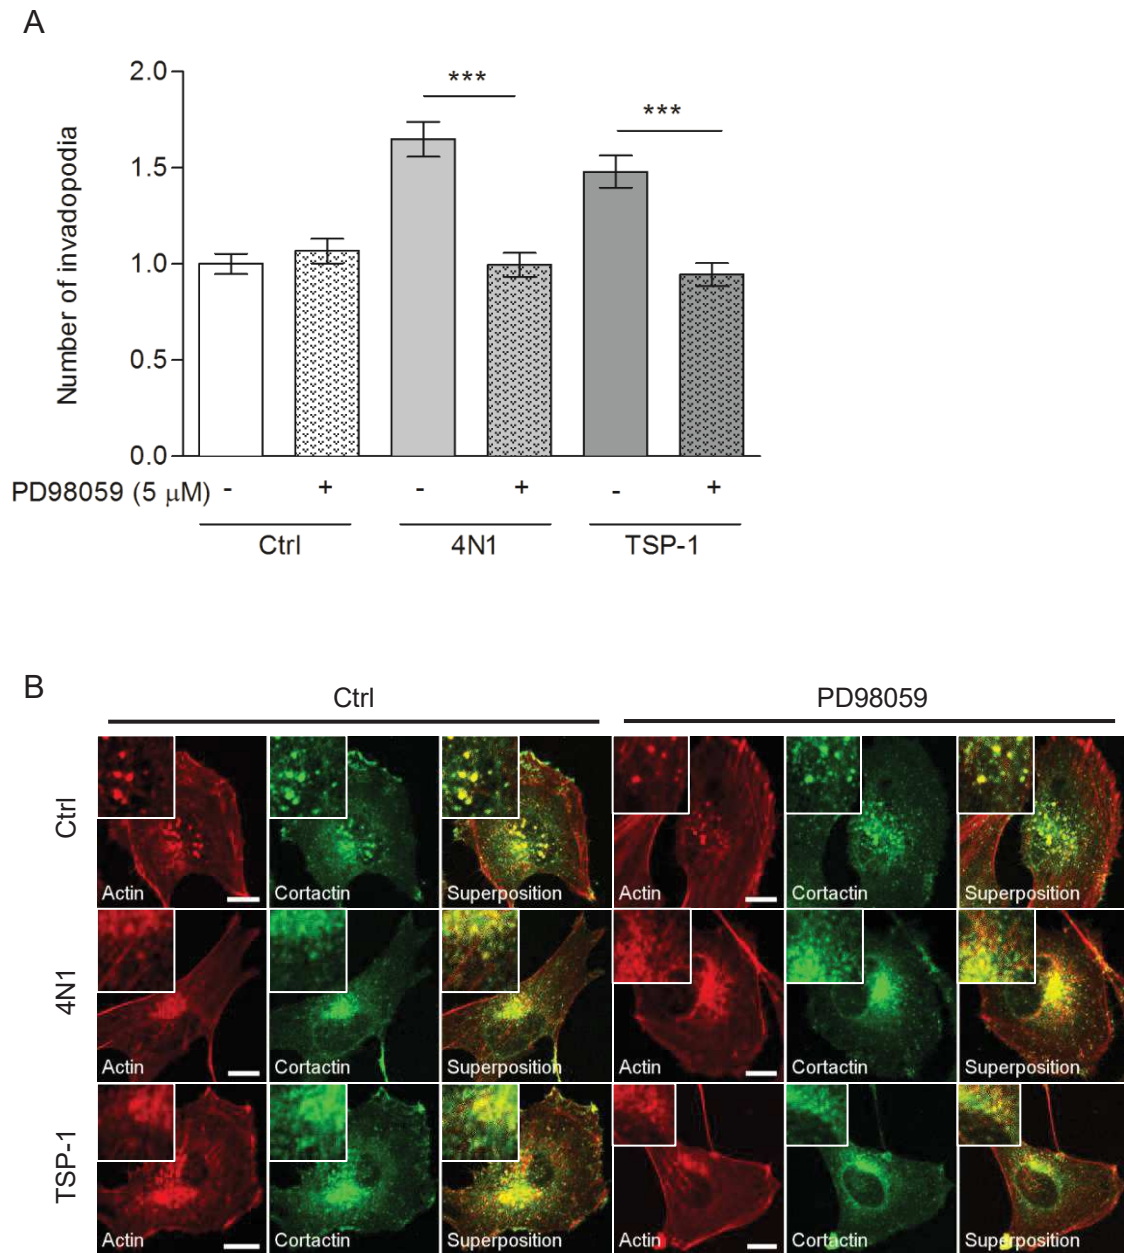 A
2.0
***
***
1.5
1.0
0.5
0.0
Number of invadopodia
PD98059 (5 µM) - + - + - +
Ctrl 4N1 TSP-1
B
Ctrl PD98059
Ctrl
Actin Cortactin Superposition Actin Cortactin Superposition
4N1
Actin Cortactin Superposition Actin Cortactin Superposition
TSP-1
Actin Cortactin Superposition Actin Cortactin Superposition